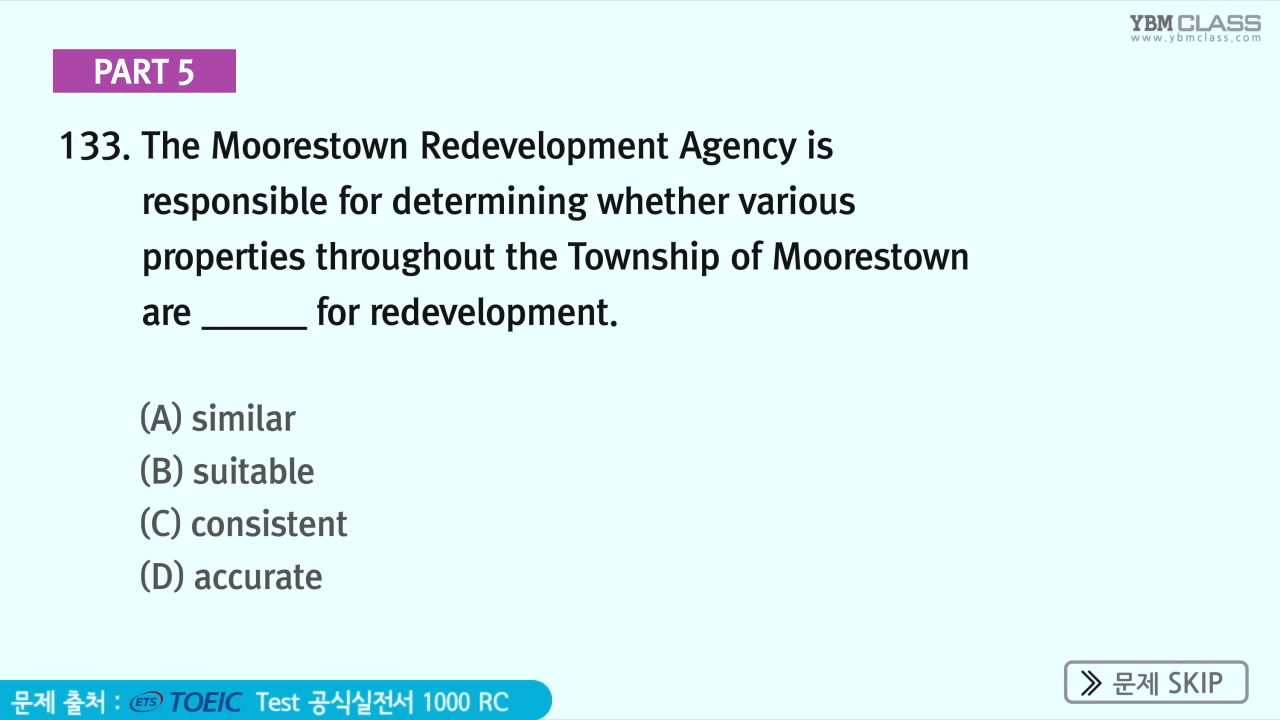 YBM CLASS
www.ybmclass.com
PART 5
133. The Moorestown Redevelopment Agency is
responsible for determining whether various
properties throughout the Township of Moorestown
are ______ for redevelopment.
(A) similar
(B) suitable
(C) consistent
(D) accurate
문제 SKIP
문제 출처 : ETS TOEIC Test 공식실전서 1000 RC